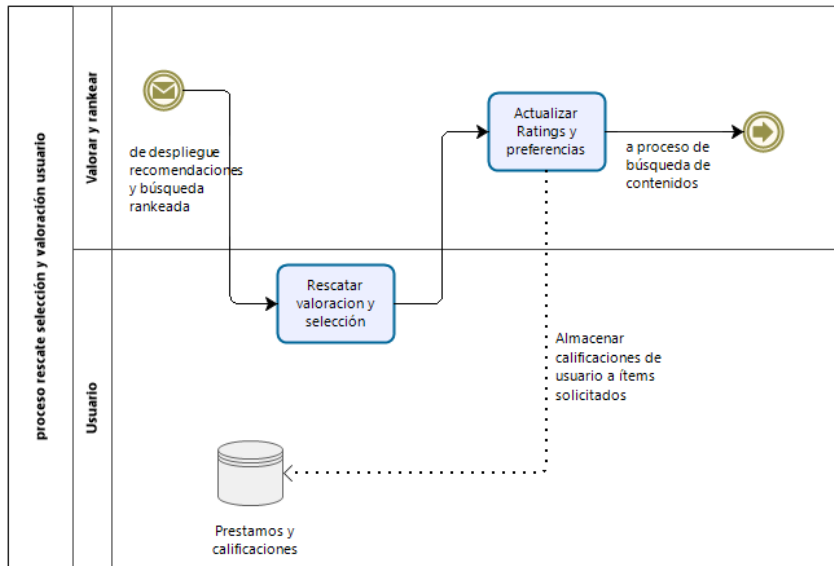 proceso rescate selección y valoración usuario
Valorar y rankear
de despliegue
recomendaciones
y búsqueda
rankeada
Actualizar
Ratings y
preferencias
a proceso de
búsqueda de
contenidos
Usuario
Rescatar
valoracion y
selección
Almacenar
calificaciones de
usuario a ítems
solicitados
Prestamos y
calificaciones